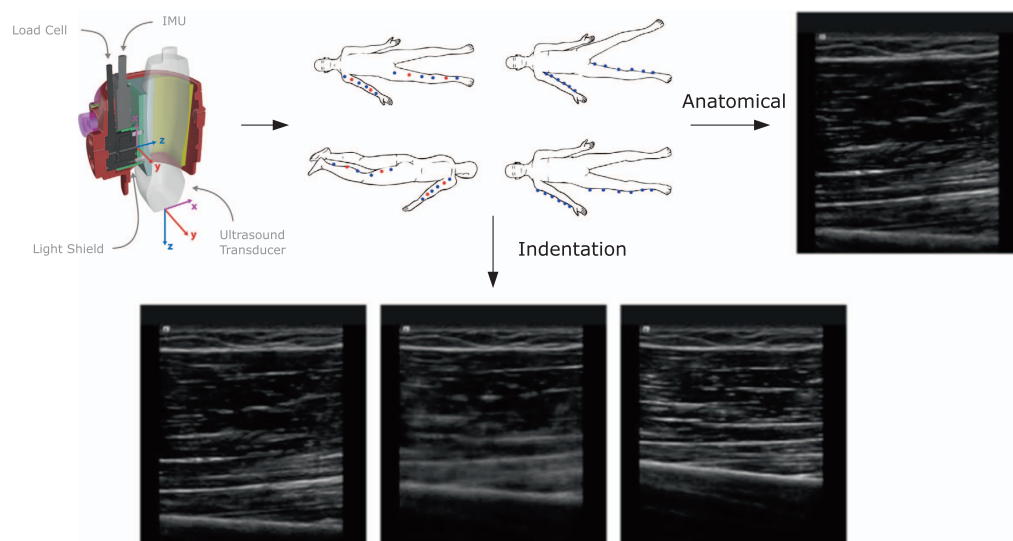 IMU
Load Cell
Anatomical
z
x
y
x
y
z
Ultrasound
Transducer
Light Shield
Indentation